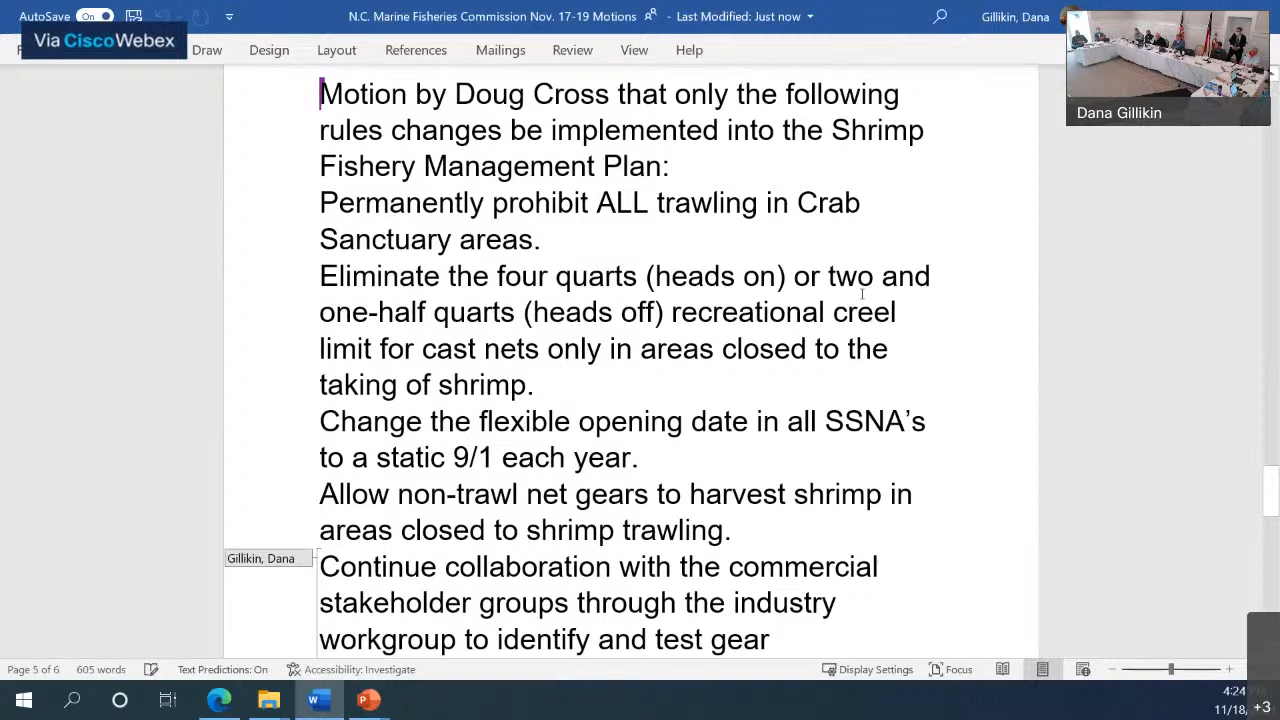 AutoSave On N.C. Marine Fisheries Commission Nov. 17-19 Motions - Last Modified: Just now Gillikin, Dana
Via Cisco Webex Draw Design Layout References Mailings Review View Help
Dana Gillikin
Motion by Doug Cross that only the following
rules changes be implemented into the Shrimp
Fishery Management Plan:
Permanently prohibit ALL trawling in Crab
Sanctuary areas.
Eliminate the four quarts (heads on) or two and
one-half quarts (heads off) recreational creel
limit for cast nets only in areas closed to the
taking of shrimp.
Change the flexible opening date in all SSNA’s
to a static 9/1 each year.
Allow non-trawl net gears to harvest shrimp in
areas closed to shrimp trawling.
Gillikin, Dana
Continue collaboration with the commercial
stakeholder groups through the industry
workgroup to identify and test gear
Page 5 of 6 605 words Text Predictions: On Accessibility: Investigate Display Settings Focus
4:24
11/18, +3